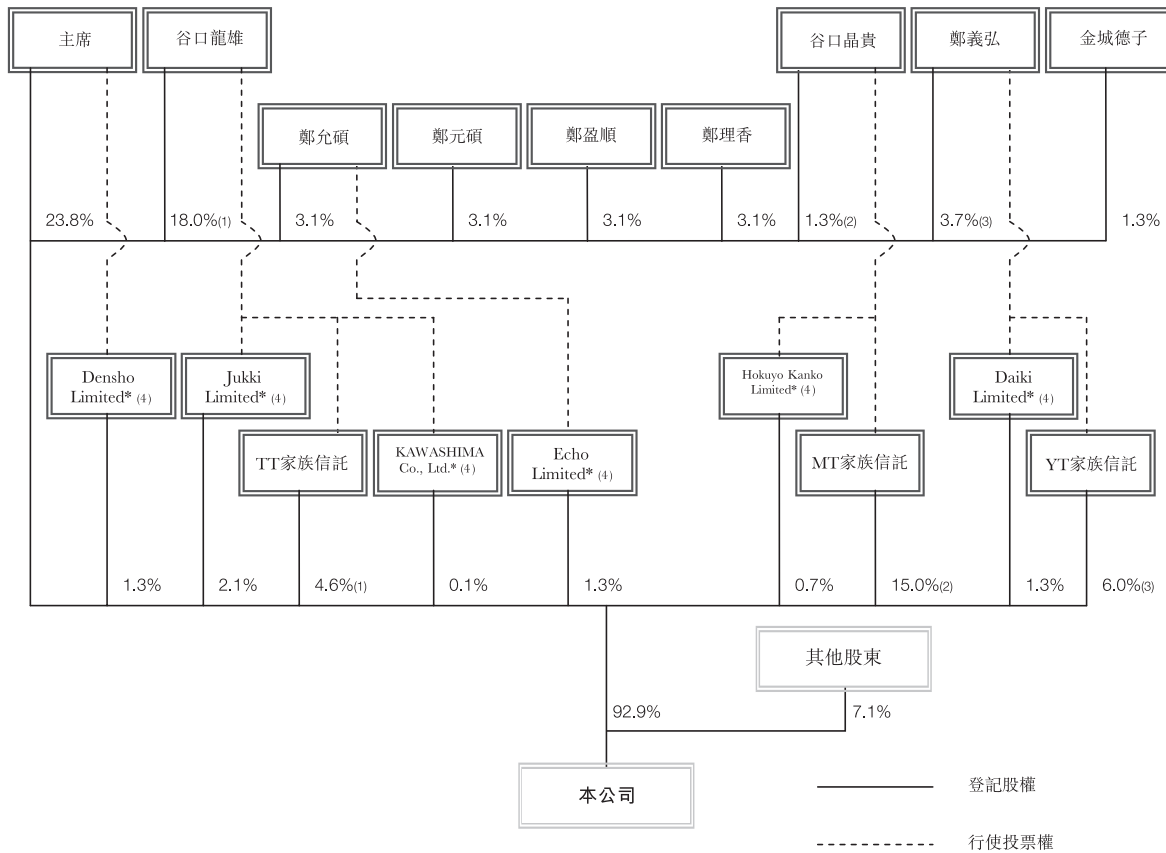 主席
谷口龍雄
谷口晶貴
鄭義弘
金城德子
鄭允碩
鄭元碩
鄭盈順
鄭理香
23.8%
18.0%(1)
3.1%
3.1%
3.1%
3.1%
1.3%(2)
3.7%(3)
1.3%
Densho
Limited* (4)
Jukki
Limited* (4)
Hokuyo Kanko
Limited* (4)
Daiki
Limited* (4)
TT家族信託
KAWASHIMA
Co., Ltd.* (4)
Echo
Limited* (4)
MT家族信託
YT家族信託
1.3%
2.1%
4.6%(1)
0.1%
1.3%
0.7%
15.0%(2)
1.3%
6.0%(3)
其他股東
92.9%
7.1%
本公司
登記股權
行使投票權